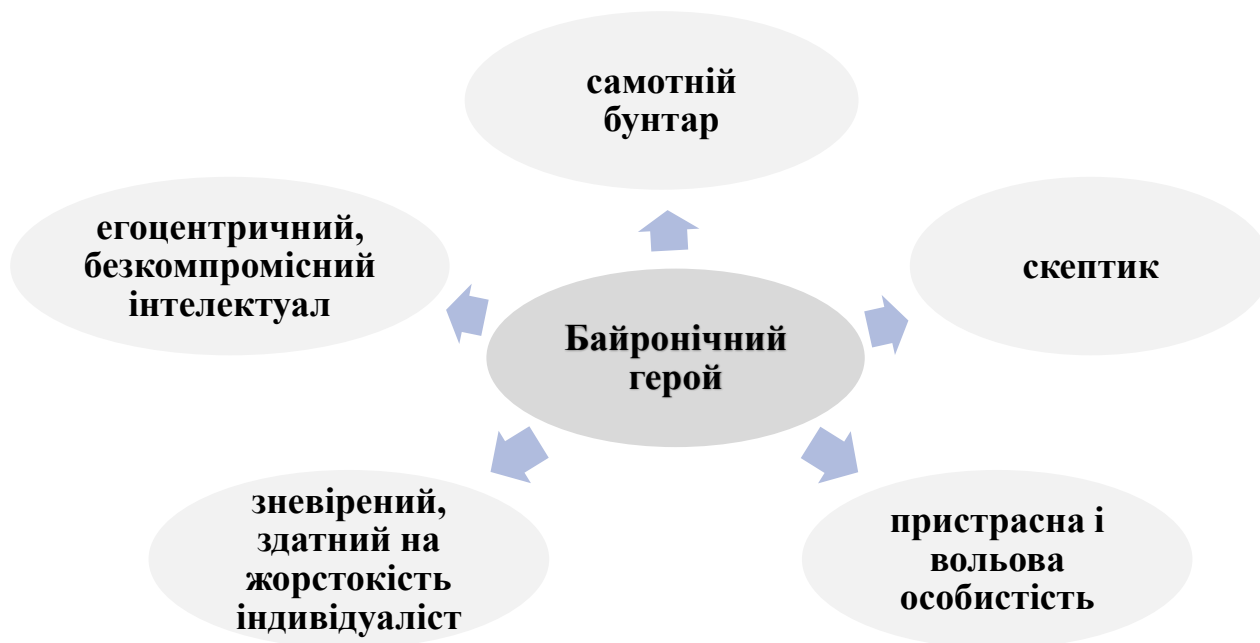 самотній
бунтар
егоцентричний,
безкомпромісний
інтелектуал
скептик
Байронічний
герой
зневірений,
здатний на
жорстокість
індивідуаліст
пристрасна і
вольова
особистість